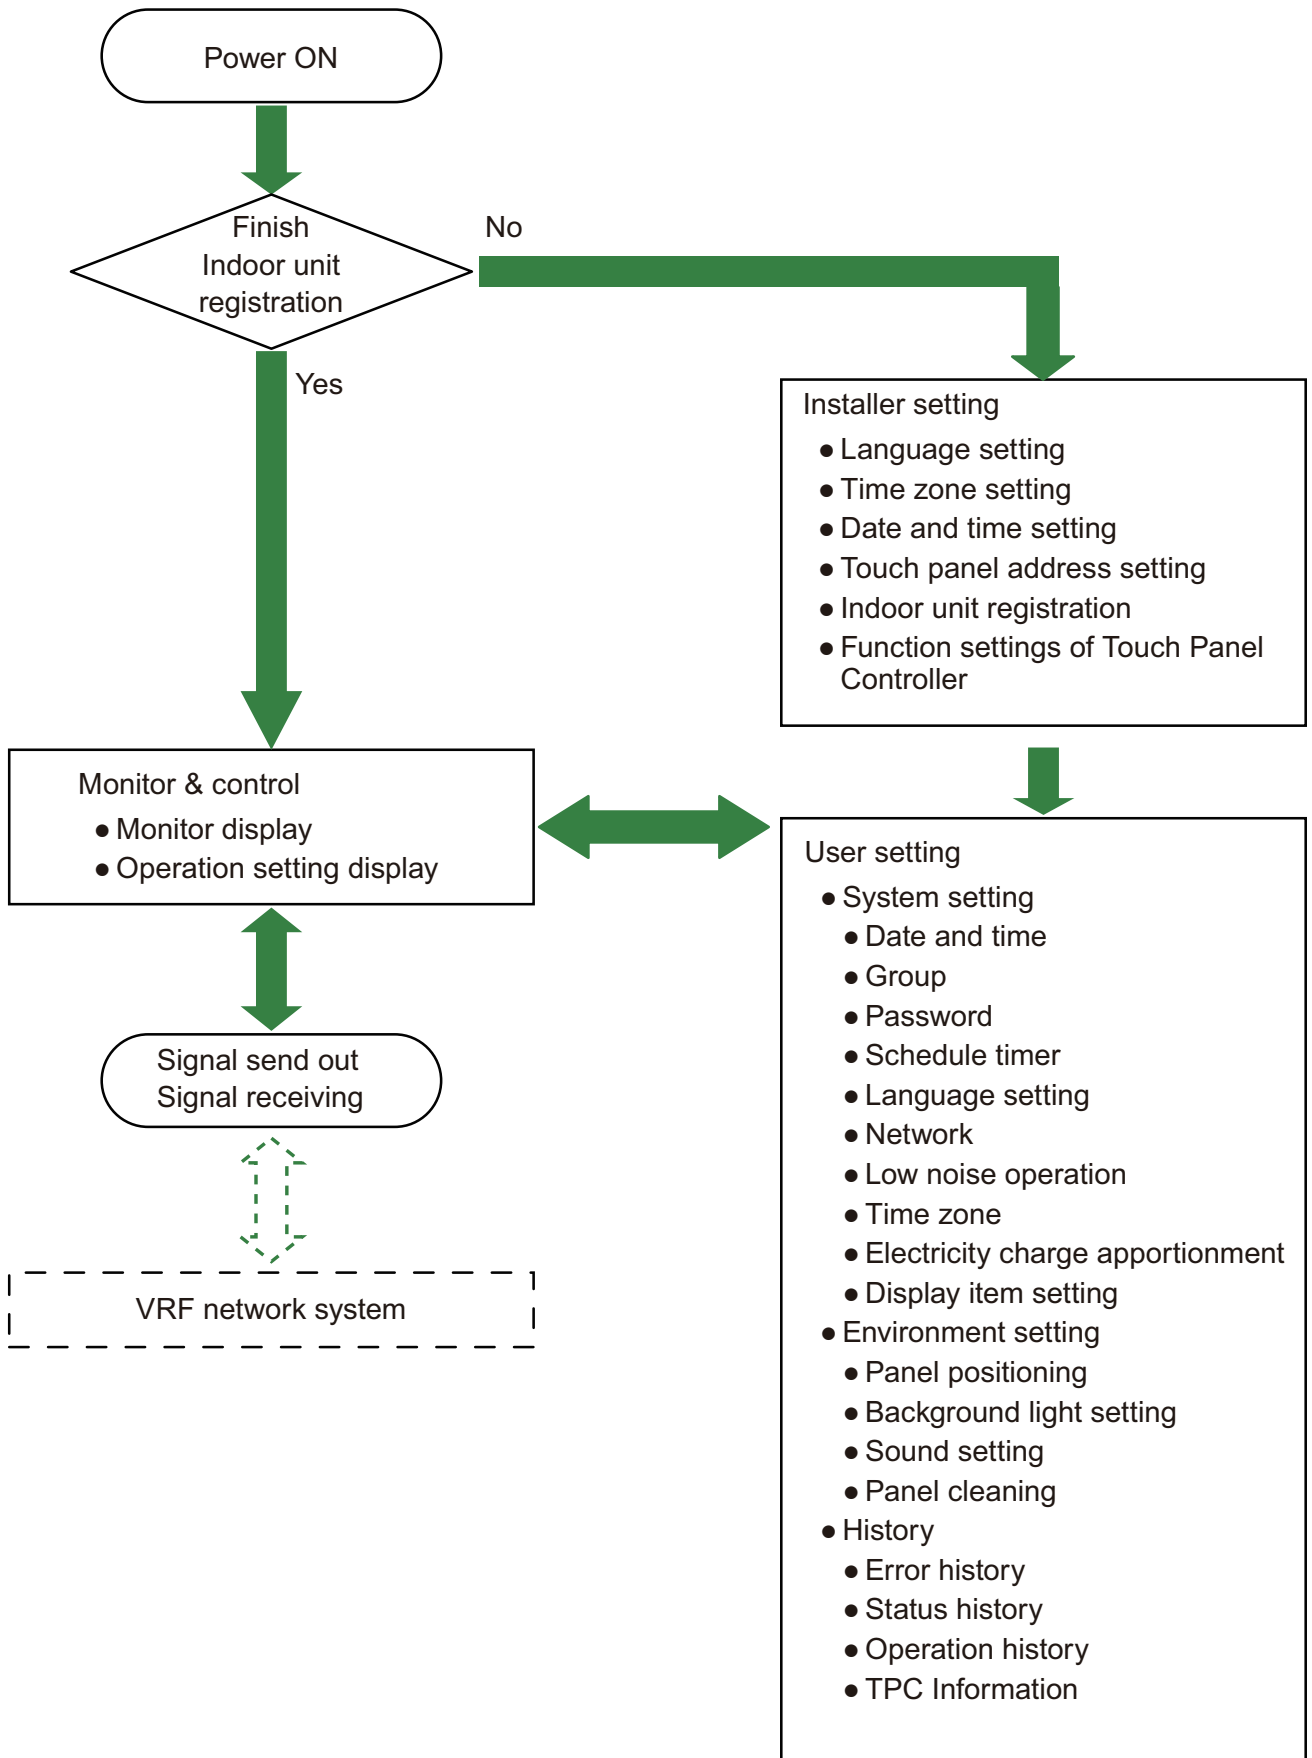 Power ON
Finish
Indoor unit
registration
No
Yes
Installer setting
● Language setting
● Time zone setting
● Date and time setting
● Touch panel address setting
● Indoor unit registration
● Function settings of Touch Panel
Controller
Monitor & control
● Monitor display
● Operation setting display
Signal send out
Signal receiving
VRF network system
User setting
● System setting
● Date and time
● Group
● Password
● Schedule timer
● Language setting
● Network
● Low noise operation
● Time zone
● Electricity charge apportionment
● Display item setting
● Environment setting
● Panel positioning
● Background light setting
● Sound setting
● Panel cleaning
● History
● Error history
● Status history
● Operation history
● TPC Information